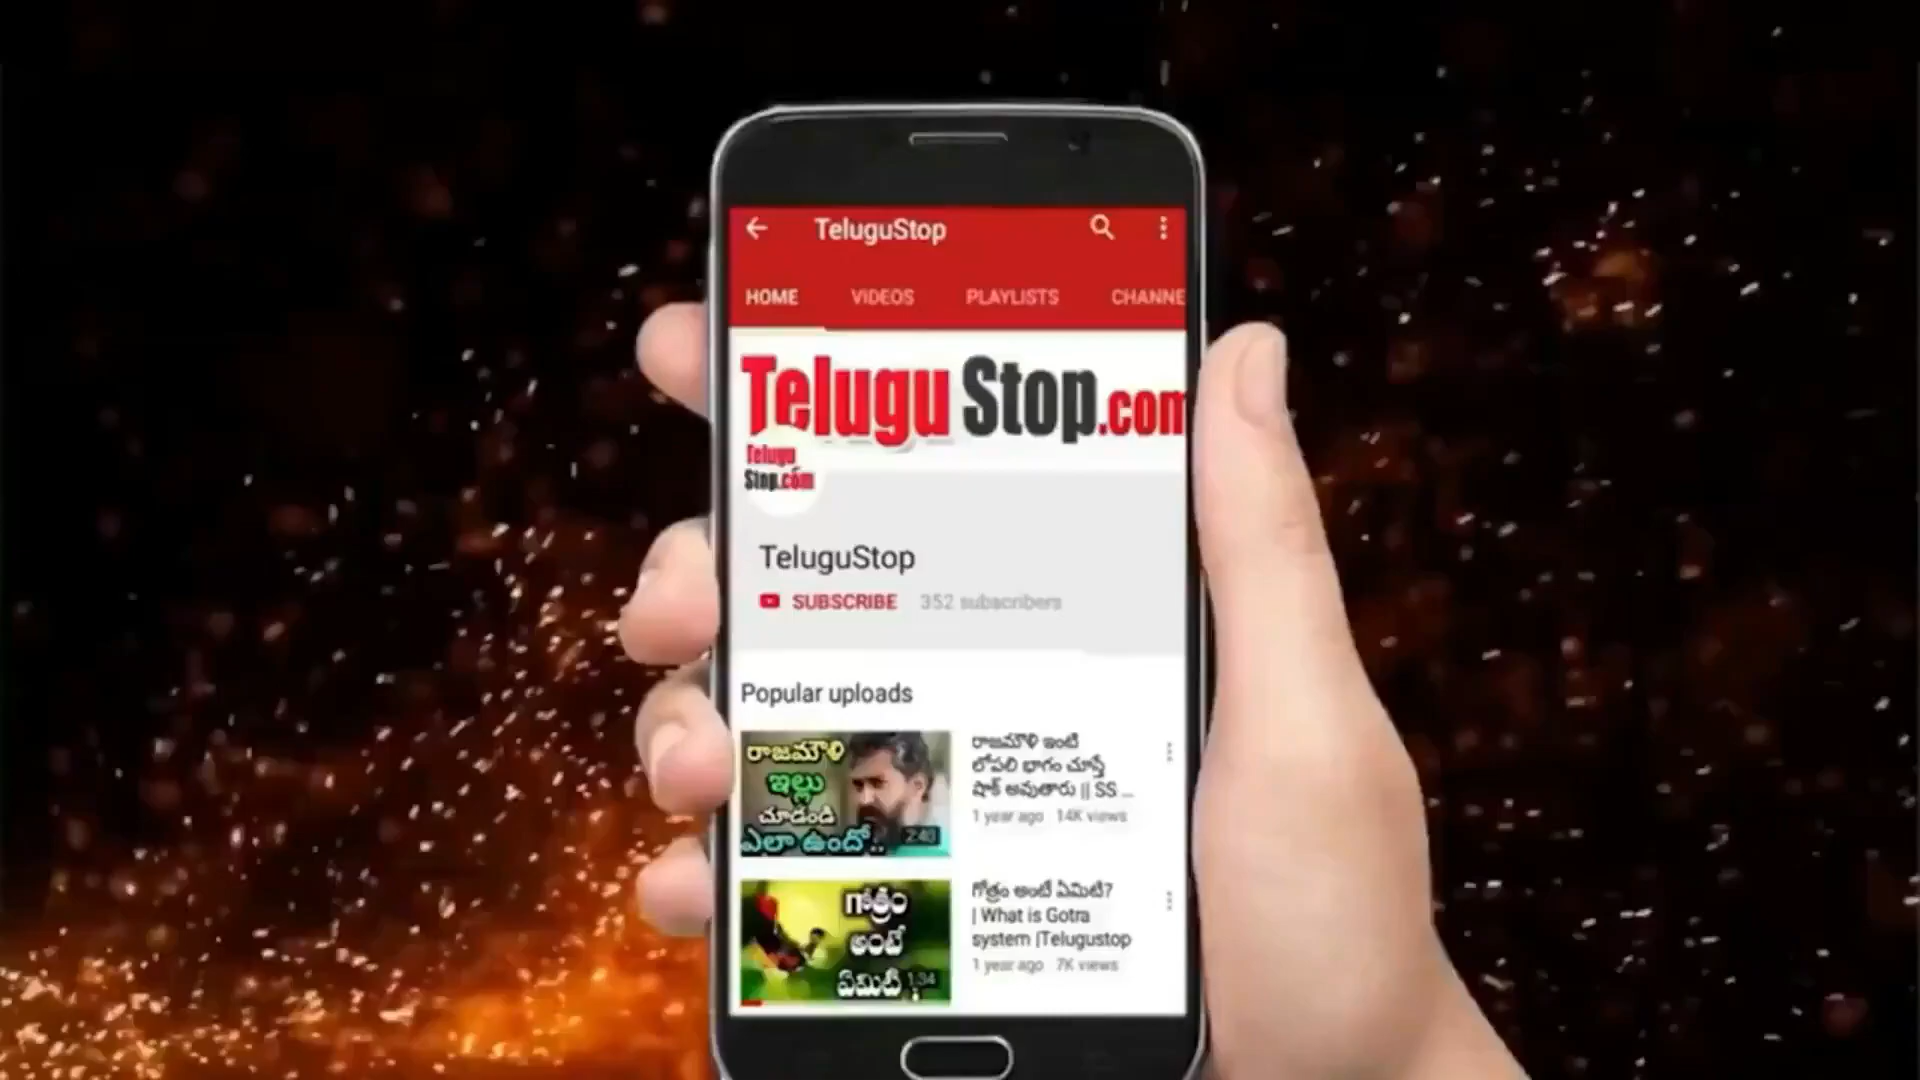 TeluguStop
HOME VIDEOS PLAYLISTS CHANNE
Telugu Stop.com
Telugu
Stop.com
TeluguStop
SUBSCRIBE 352 subscribers
Popular uploads
రాజమౌళి
ఇల్లు
చూడండి
ఎలా ఉందో..
2:40
రాజమౌళి ఇంటి
లోపలి భాగం చూస్తే
షాక్ అవుతారు || SS ...
1 year ago 14K views
గోత్రం
అంటే
ఏమిటి
1:34
గోత్రం అంటే ఏమిటి?
| What is Gotra
system |Telugustop
1 year ago 7K views